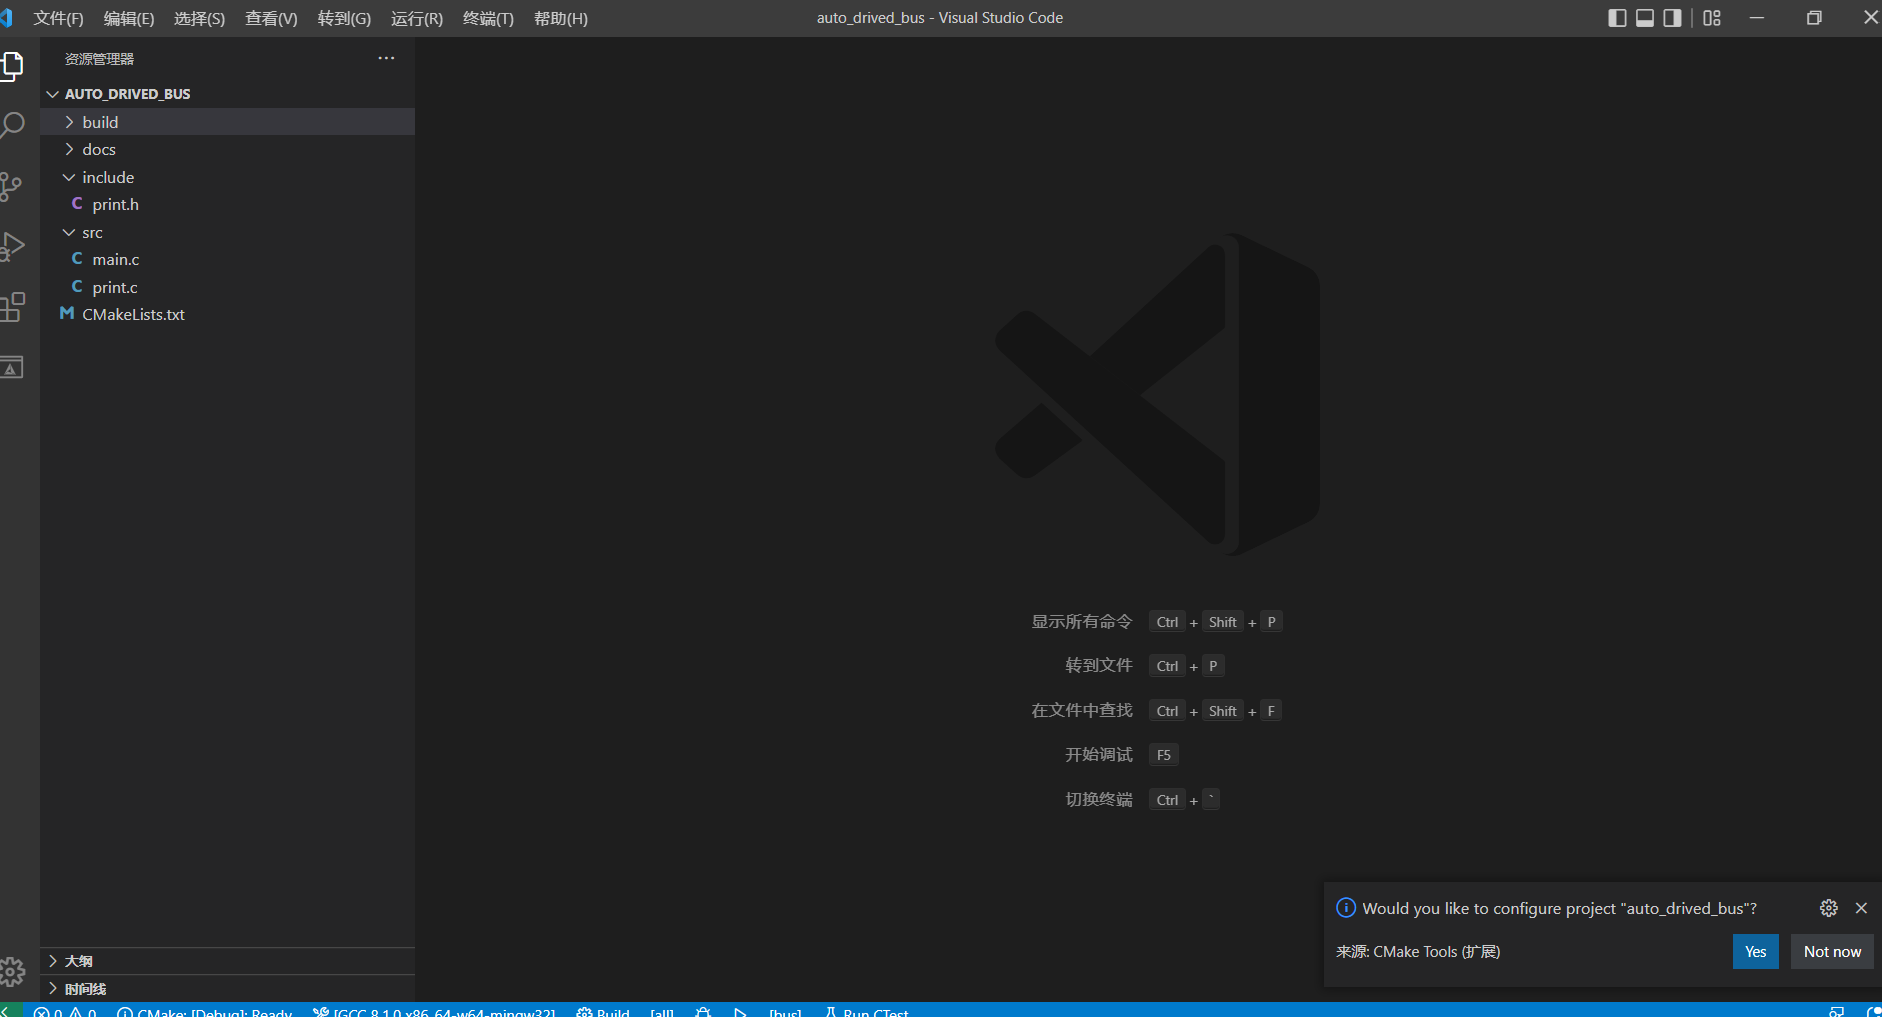 文件(F) 编辑(E) 选择(S) 查看(V) 转到(G) 运行(R) 终端(T) 帮助(H) auto_drived_bus - Visual Studio Code
资源管理器
AUTO_DRIVED_BUS
build
docs
include
C print.h
src
C main.c
C print.c
M CMakeLists.txt
显示所有命令 Ctrl + Shift + P
转到文件 Ctrl + P
在文件中查找 Ctrl + Shift + F
开始调试 F5
切换终端 Ctrl + `
Would you like to configure project "auto_drived_bus"?
来源: CMake Tools (扩展) Yes Not now
大纲
时间线
0 0 CMake: [Debug]: Ready [GCC 8.1.0 x86_64-w64-mingw32] Build [all] [bus] Run CTest